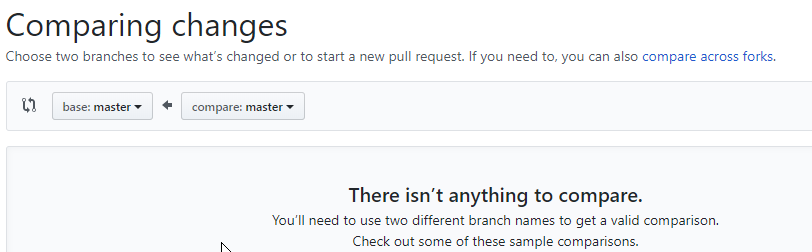 Comparing changes
Choose two branches to see what's changed or to start a new pull request. If you need to, you can also compare across forks.
base: master compare: master
There isn't anything to compare.
You'll need to use two different branch names to get a valid comparison.
Check out some of these sample comparisons.